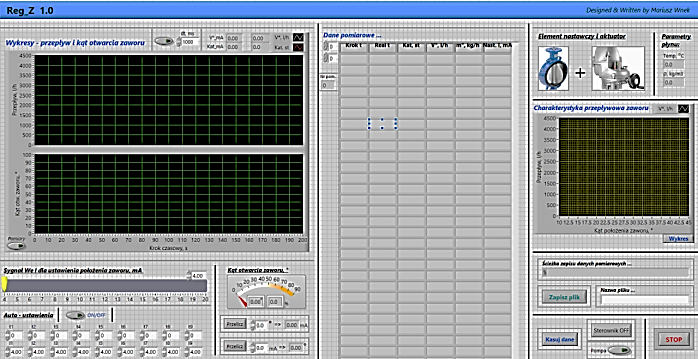 Reg_Z 1.0
Designed & Written by Mariusz Wnek
Wykresy - przepływ i kąt otwarcia zaworu
dt, ms
1000
V*_mA 0.00 0.0 V*, l/h
Kat_mA 0.00 0.0 Kat, st
Przepływ, l/h
4500
4000
3500
3000
2500
2000
1500
1000
500
0
Kąt otw. zaworu, °
100
90
80
70
60
50
40
30
20
10
0
0 10 20 30 40 50 60 70 80 90 100 110 120 130 140 150 160 170 180 190 200
Krok czasowy, s
Pomiary
Sygnał We I dla ustawienia położenia zaworu, mA
4.00
4 5 6 7 8 9 10 11 12 13 14 15 16 17 18 19 20
Auto - ustawienia
ON/OFF
t1 t2 t3 t4 t5 t6 t7 t8 t9
0 0 0 0 0 0 0 0 0
I1 I2 I3 I4 I5 I6 I7 I8 I9
4.00 4.00 4.00 4.00 4.00 4.00 4.00 4.00 4.00
Kąt otwarcia zaworu, °
0 10 20 30 40 50 60 70 80 90
0.00°
Przelicz 0.0 ° => 0.00 mA
Przelicz 0.0 mA => 0.00 °
Dane pomiarowe ...
0
0
Nr pom.
0
Krok t Real t Kat, st V*, l/h m*, kg/h Nast. I, mA
Element nastawczy i aktuator
+
Parametry
płynu:
Temp, °C
0.0
ρ, kg/m3
0.0
Charakterystyka przepływowa zaworu
V*, l/h
Przepływ, l/h
4500
4000
3500
3000
2500
2000
1500
1000
500
0
10 12.5 15 17.5 20 22.5 25 27.5 30 32.5 35 37.5 40 42.5 45
Kąt położenia zaworu, °
Wykres
Ścieżka zapisu danych pomiarowych ...
Zapisz plik
Nazwa pliku ...
Kasuj dane
Sterownik OFF
Pompa
STOP